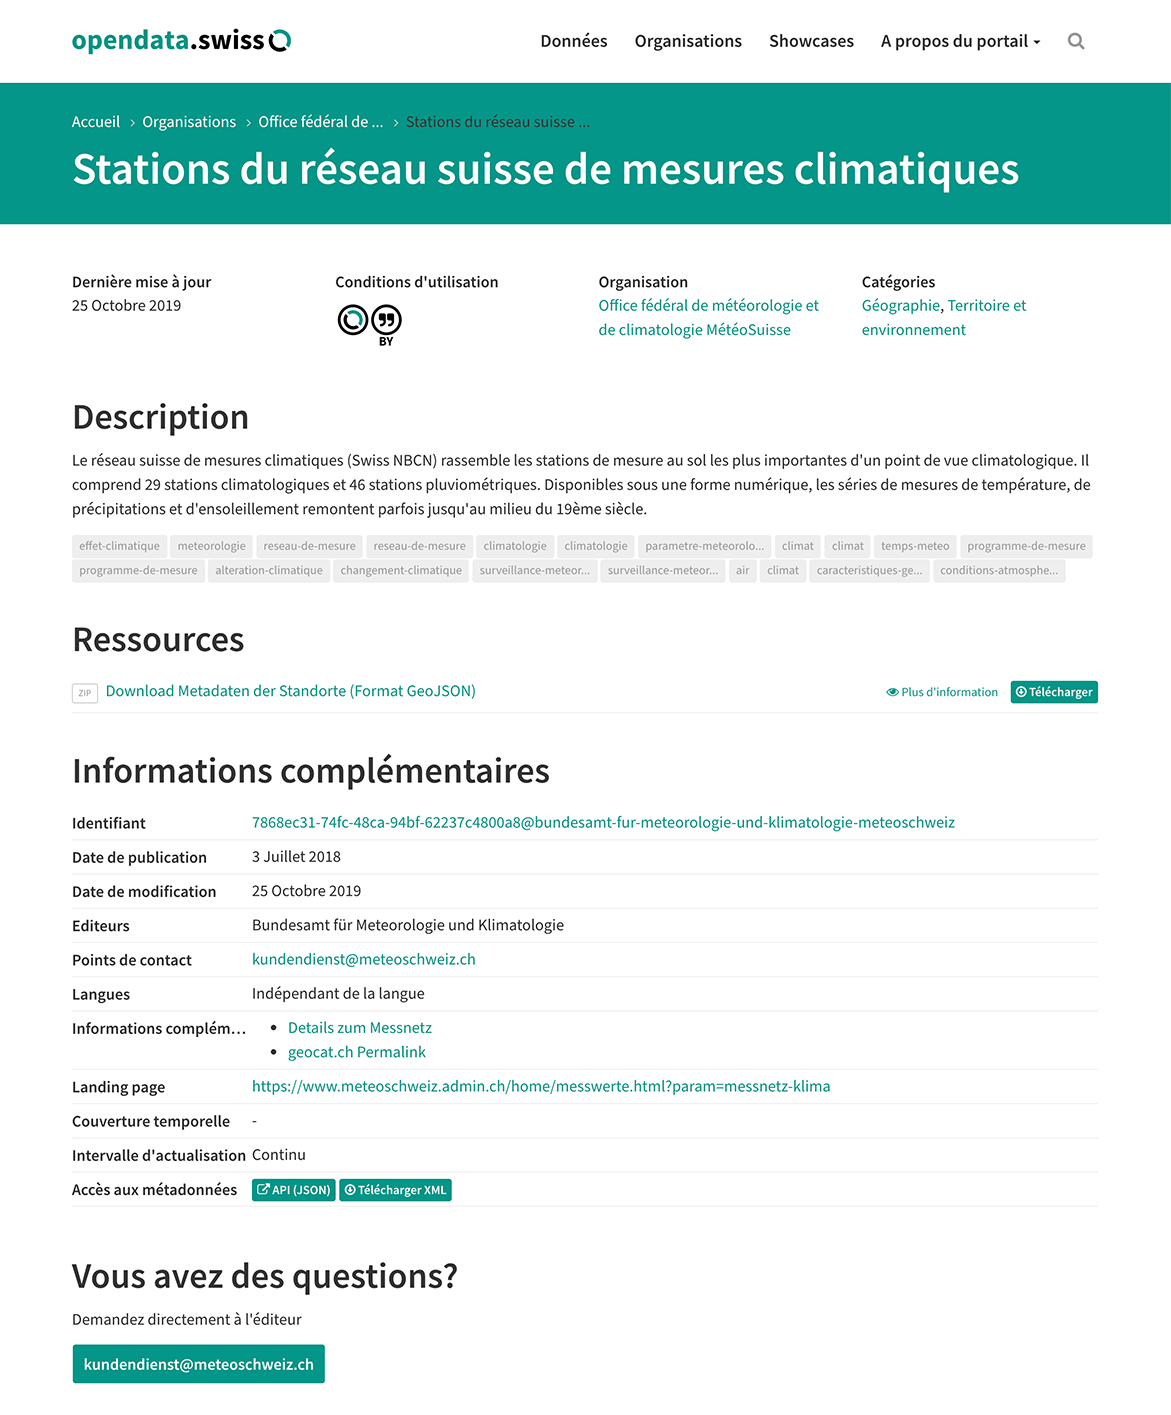 opendata.swiss
Données Organisations Showcases A propos du portail
Accueil › Organisations › Office fédéral de ... › Stations du réseau suisse ...
Stations du réseau suisse de mesures climatiques
Dernière mise à jour
25 Octobre 2019
Conditions d'utilisation
BY
Organisation
Office fédéral de météorologie et
de climatologie MétéoSuisse
Catégories
Géographie, Territoire et
environnement
Description
Le réseau suisse de mesures climatiques (Swiss NBCN) rassemble les stations de mesure au sol les plus importantes d'un point de vue climatologique. Il
comprend 29 stations climatologiques et 46 stations pluviométriques. Disponibles sous une forme numérique, les séries de mesures de température, de
précipitations et d'ensoleillement remontent parfois jusqu'au milieu du 19ème siècle.
effet-climatique meteorologie reseau-de-mesure reseau-de-mesure climatologie climatologie parametre-meteorolo... climat climat temps-meteo programme-de-mesure
programme-de-mesure alteration-climatique changement-climatique surveillance-meteor... surveillance-meteor... air climat caracteristiques-ge... conditions-atmosphe...
Ressources
ZIP Download Metadaten der Standorte (Format GeoJSON) Plus d'information Télécharger
Informations complémentaires
Identifiant 7868ec31-74fc-48ca-94bf-62237c4800a8@bundesamt-fur-meteorologie-und-klimatologie-meteoschweiz
Date de publication 3 Juillet 2018
Date de modification 25 Octobre 2019
Editeurs Bundesamt für Meteorologie und Klimatologie
Points de contact kundendienst@meteoschweiz.ch
Langues Indépendant de la langue
Informations complém... • Details zum Messnetz
• geocat.ch Permalink
Landing page https://www.meteoschweiz.admin.ch/home/messwerte.html?param=messnetz-klima
Couverture temporelle -
Intervalle d'actualisation Continu
Accès aux métadonnées API (JSON) Télécharger XML
Vous avez des questions?
Demandez directement à l'éditeur
kundendienst@meteoschweiz.ch